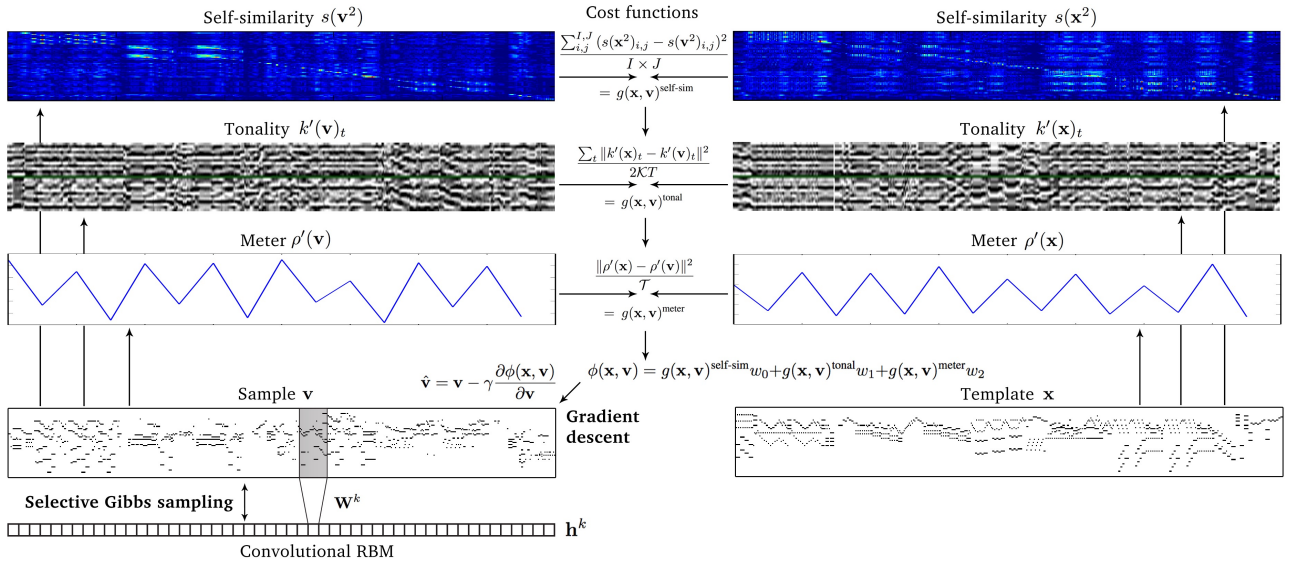 Self-similarity s(v²)
Cost functions
Self-similarity s(x²)
∑_{i,j}^{I,J} (s(x²)_{i,j} − s(v²)_{i,j})²
I × J
= g(x, v)^{self-sim}
Tonality k′(v)_t
Tonality k′(x)_t
∑_t ‖k′(x)_t − k′(v)_t‖²
2𝒦T
= g(x, v)^{tonal}
Meter ρ′(v)
Meter ρ′(x)
‖ρ′(x) − ρ′(v)‖²
𝒯
= g(x, v)^{meter}
v̂ = v − γ ∂φ(x, v)/∂v
ϕ(x, v) = g(x, v)^{self-sim}w₀+g(x, v)^{tonal}w₁+g(x, v)^{meter}w₂
Sample v
Template x
Gradient
descent
Selective Gibbs sampling
W^k
h^k
Convolutional RBM